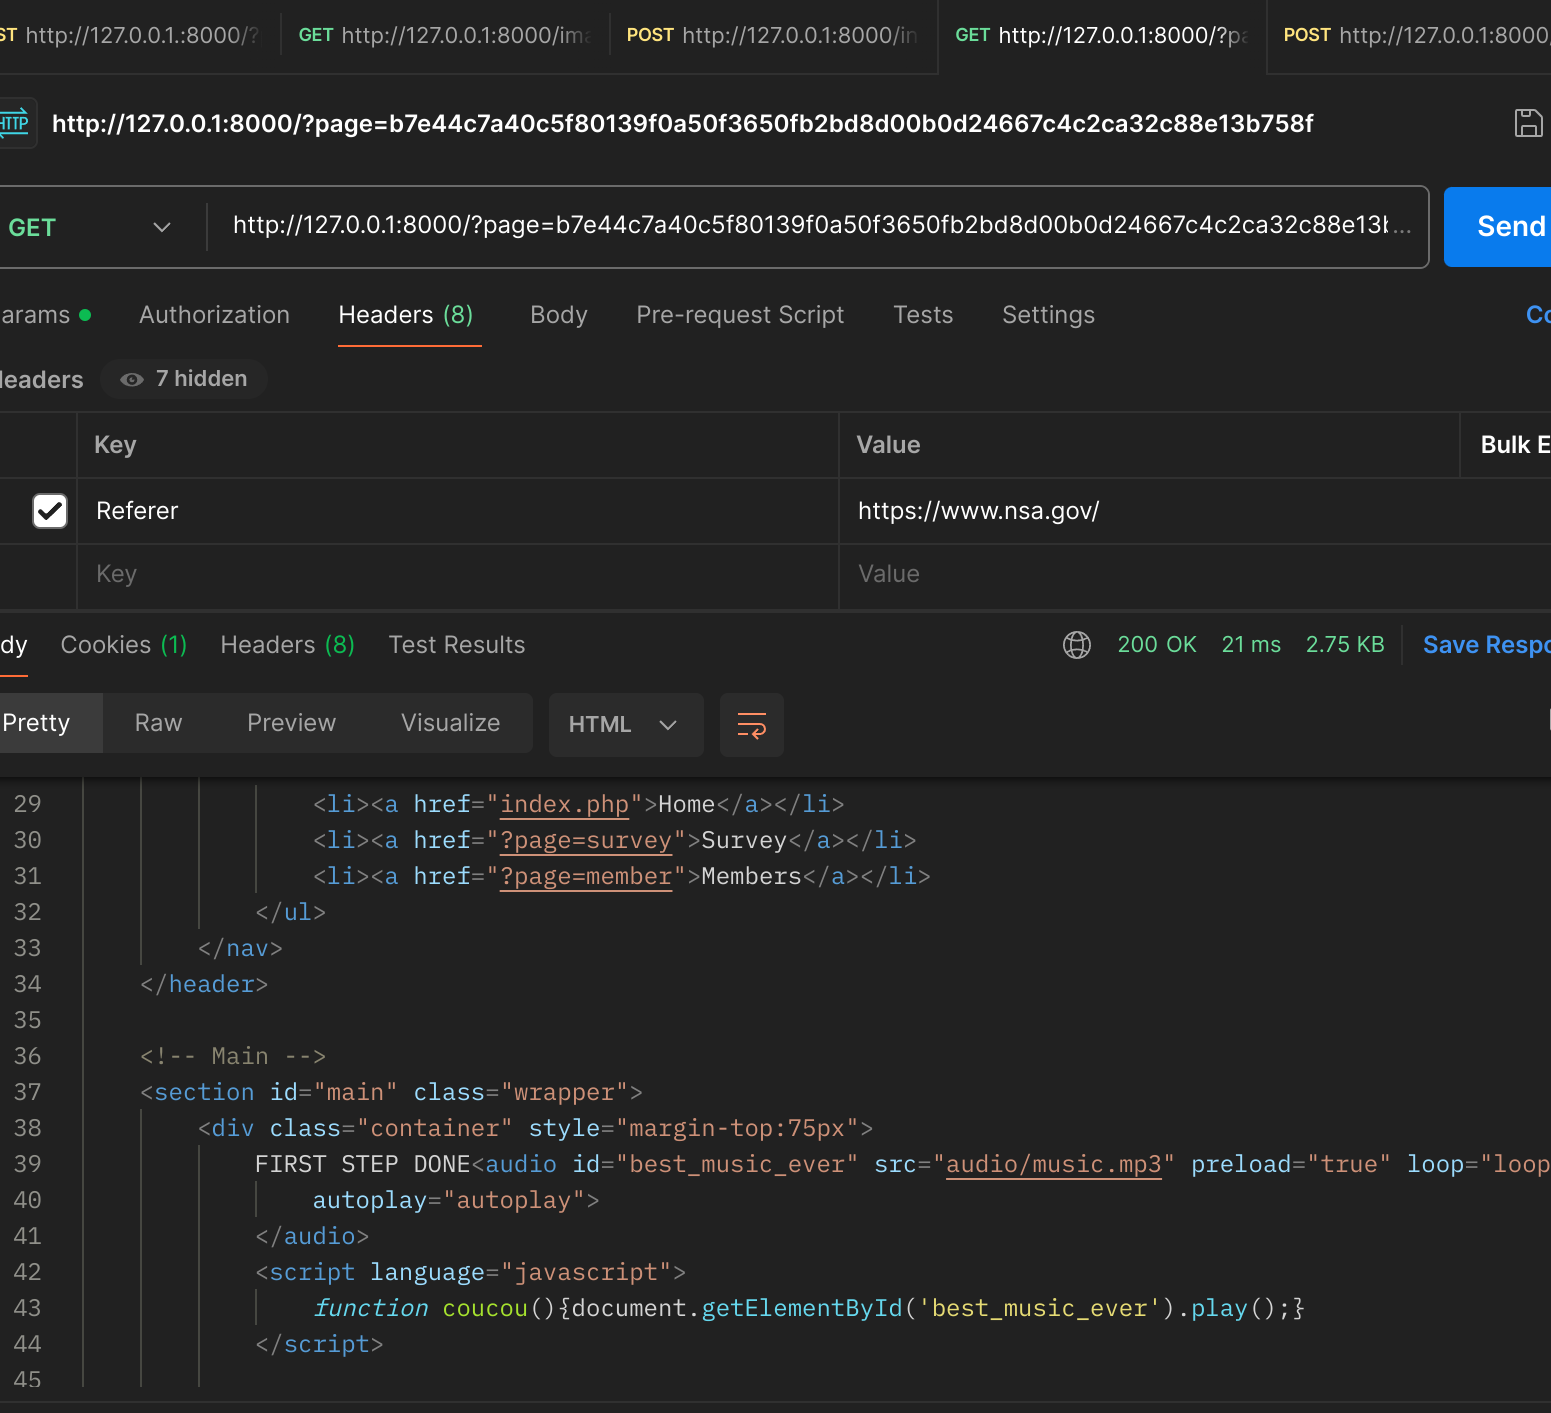 ST http://127.0.0.1.:8000/? GET http://127.0.0.1:8000/ima POST http://127.0.0.1:8000/in GET http://127.0.0.1:8000/?pa POST http://127.0.0.1:8000/
HTTP http://127.0.0.1:8000/?page=b7e44c7a40c5f80139f0a50f3650fb2bd8d00b0d24667c4c2ca32c88e13b758f
GET http://127.0.0.1:8000/?page=b7e44c7a40c5f80139f0a50f3650fb2bd8d00b0d24667c4c2ca32c88e13b... Send
arams Authorization Headers (8) Body Pre-request Script Tests Settings Co
Headers 7 hidden
Key Value Bulk E
Referer https://www.nsa.gov/
Key Value
dy Cookies (1) Headers (8) Test Results 200 OK 21 ms 2.75 KB Save Respo
Pretty Raw Preview Visualize HTML
29 <li><a href="index.php">Home</a></li>
30 <li><a href="?page=survey">Survey</a></li>
31 <li><a href="?page=member">Members</a></li>
32 </ul>
33 </nav>
34 </header>
35
36 <!-- Main -->
37 <section id="main" class="wrapper">
38 <div class="container" style="margin-top:75px">
39 FIRST STEP DONE<audio id="best_music_ever" src="audio/music.mp3" preload="true" loop="loop
40 autoplay="autoplay">
41 </audio>
42 <script language="javascript">
43 function coucou(){document.getElementById('best_music_ever').play();}
44 </script>
45